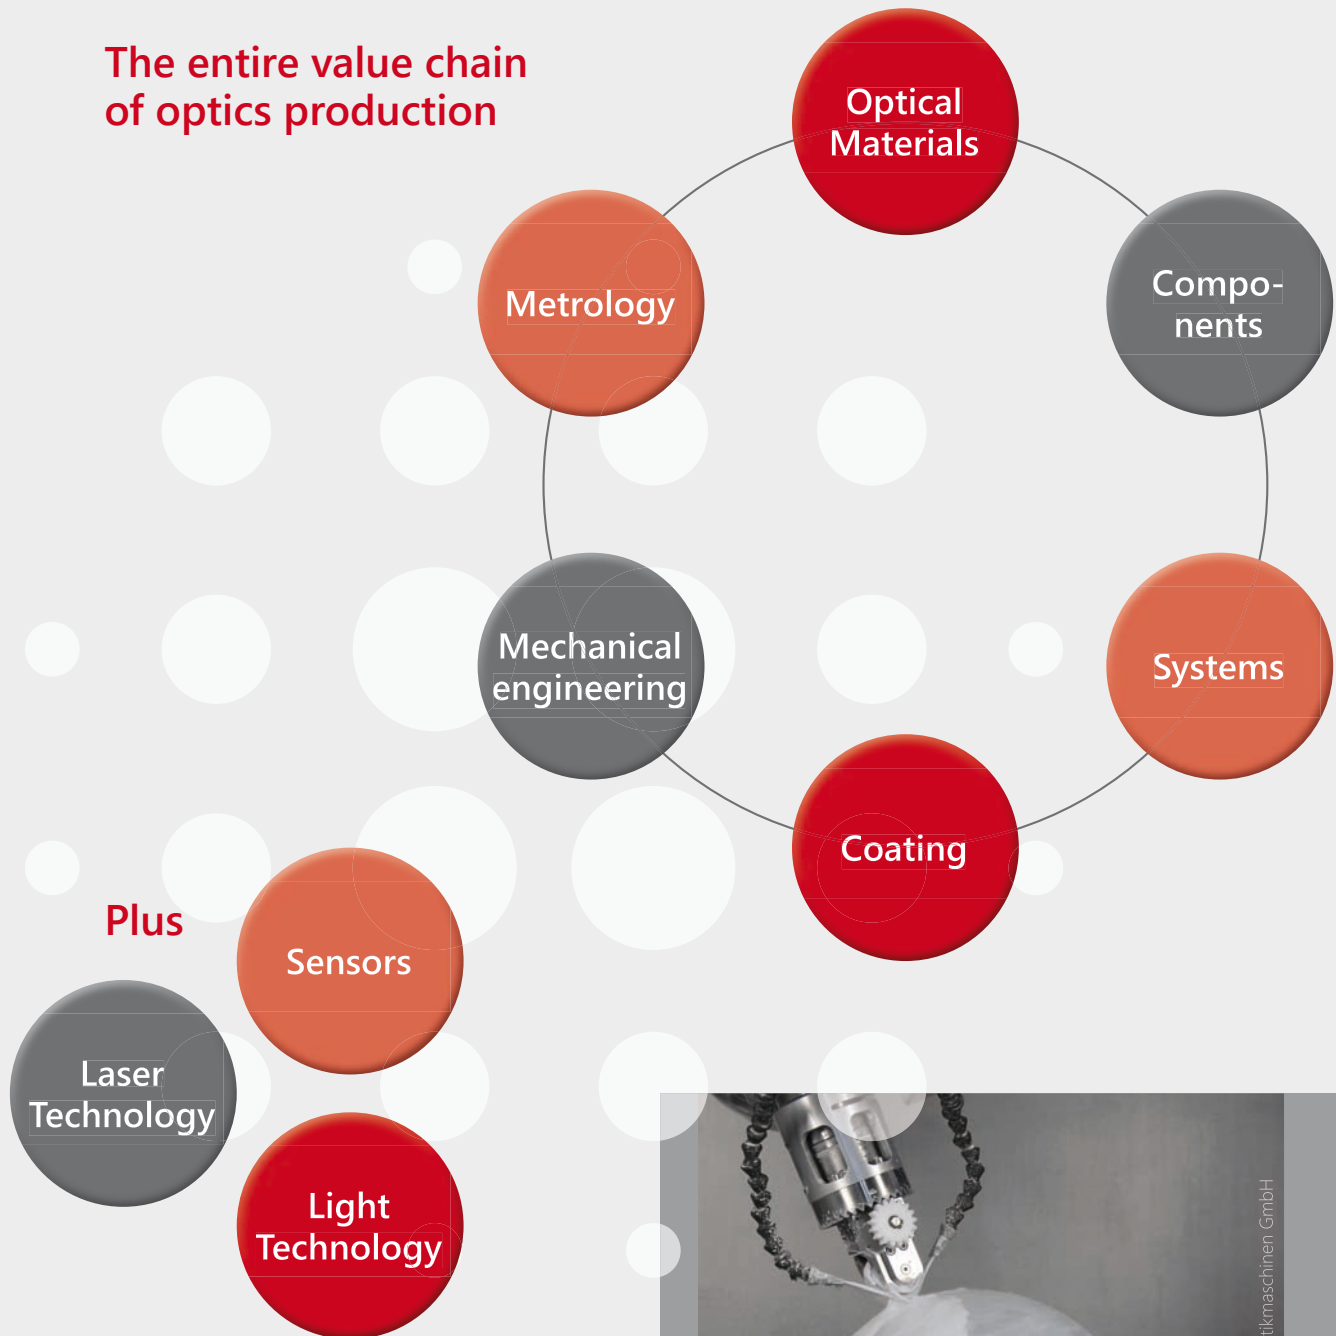 The entire value chain
of optics production
Optical
Materials
Metrology
Compo-
nents
Mechanical
engineering
Systems
Coating
Plus
Sensors
Laser
Technology
Light
Technology
GmbH